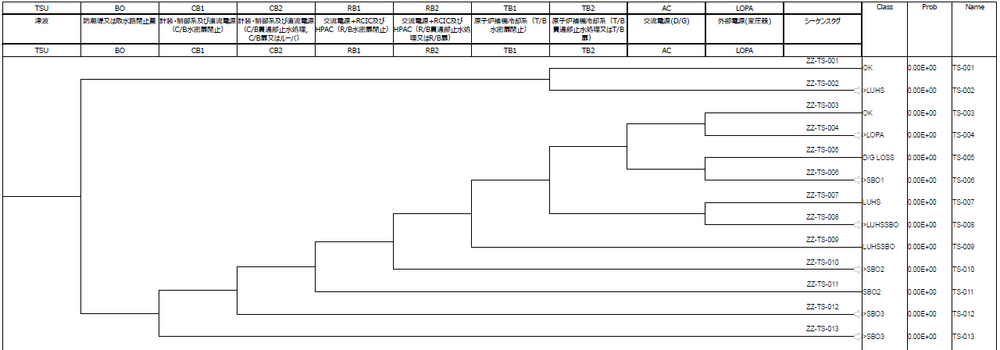 TSU BO CB1 CB2 RB1 RB2 TB1 TB2 AC LOPA Class Prob Name
津波
防潮堤又は取水路閉止蓋
計装・制御系及び直流電源
（C/B水密扉閉止）
計装・制御系及び直流電源
（C/B貫通部止水処理,
C/B扉又はルーバ）
交流電源＋RCIC及び
HPAC（R/B水密扉閉止）
交流電源＋RCIC及び
HPAC（R/B貫通部止水処
理又はR/B扉）
原子炉補機冷却系（T/B
水密扉閉止）
原子炉補機冷却系（T/B
貫通部止水処理又はT/B
扉）
交流電源(D/G)
外部電源(変圧器)
シーケンスタグ
TSU BO CB1 CB2 RB1 RB2 TB1 TB2 AC LOPA
ZZ-TS-001 OK 0.00E+00 TS-001
ZZ-TS-002 >LUHS 0.00E+00 TS-002
ZZ-TS-003 OK 0.00E+00 TS-003
ZZ-TS-004 >LOPA 0.00E+00 TS-004
ZZ-TS-005 D/G LOSS 0.00E+00 TS-005
ZZ-TS-006 >SBO1 0.00E+00 TS-006
ZZ-TS-007 LUHS 0.00E+00 TS-007
ZZ-TS-008 >LUHSSBO 0.00E+00 TS-008
ZZ-TS-009 LUHSSBO 0.00E+00 TS-009
ZZ-TS-010 >SBO2 0.00E+00 TS-010
ZZ-TS-011 SBO2 0.00E+00 TS-011
ZZ-TS-012 >SBO3 0.00E+00 TS-012
ZZ-TS-013 >SBO3 0.00E+00 TS-013